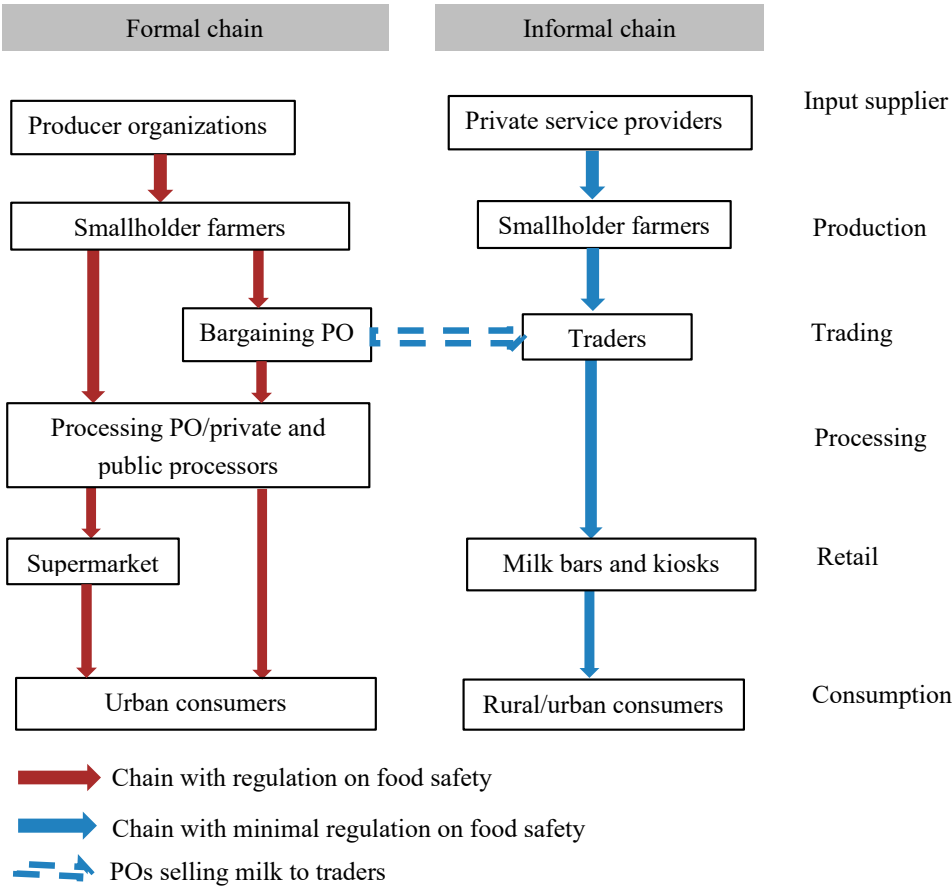 Formal chain
Informal chain
Input supplier
Producer organizations
Private service providers
Smallholder farmers
Smallholder farmers
Production
Bargaining PO
Traders
Trading
Processing PO/private and
public processors
Processing
Supermarket
Milk bars and kiosks
Retail
Urban consumers
Rural/urban consumers
Consumption
Chain with regulation on food safety
Chain with minimal regulation on food safety
POs selling milk to traders